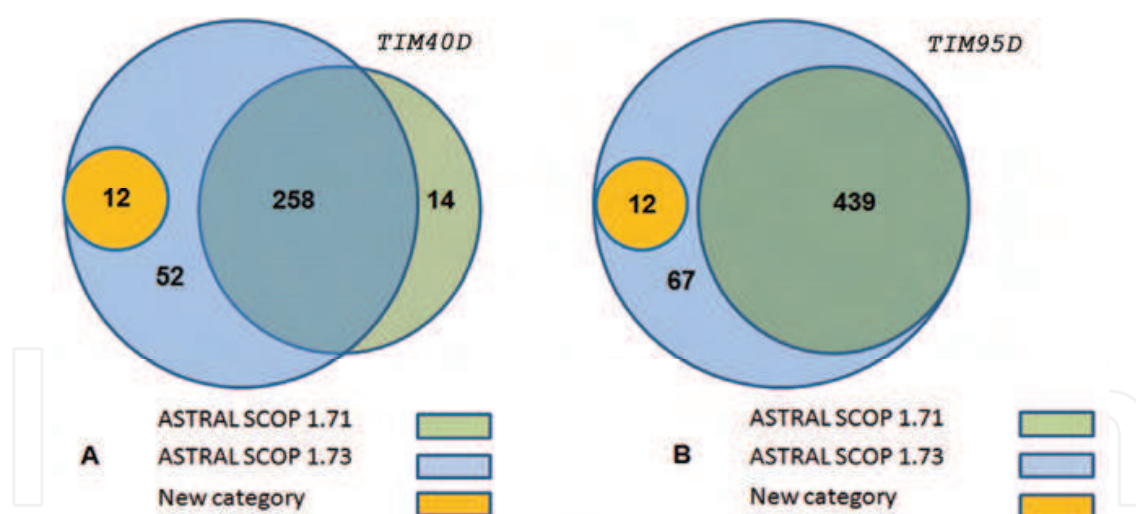 TIM40D
12
258
14
52
ASTRAL SCOP 1.71
A
ASTRAL SCOP 1.73
New category
TIM95D
12
439
67
ASTRAL SCOP 1.71
B
ASTRAL SCOP 1.73
New category